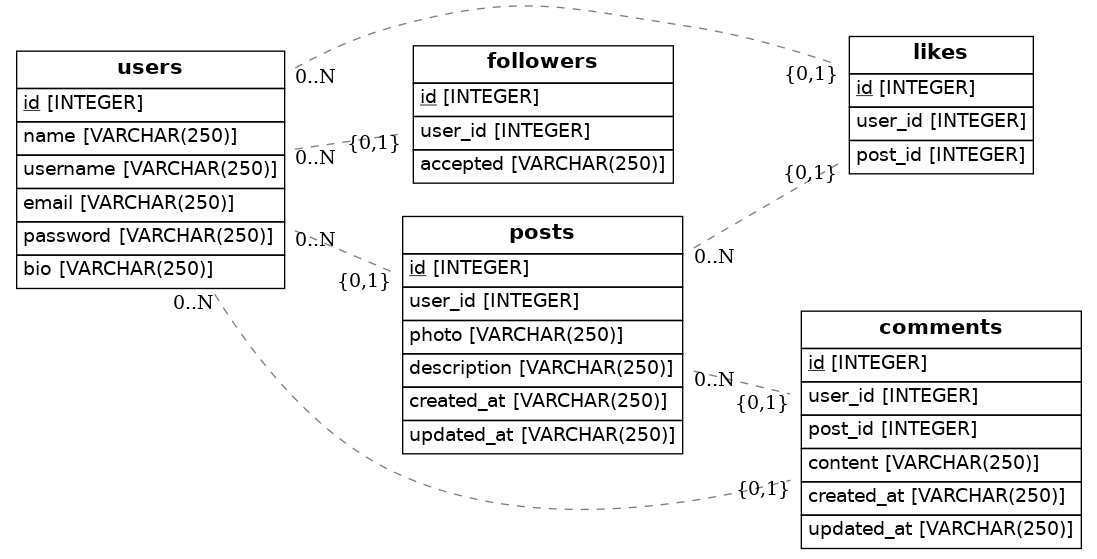 users
id [INTEGER]
name [VARCHAR(250)]
username [VARCHAR(250)]
email [VARCHAR(250)]
password [VARCHAR(250)]
bio [VARCHAR(250)]
0..N
{0,1}
0..N
{0,1}
0..N
{0,1}
0..N
{0,1}
followers
id [INTEGER]
user_id [INTEGER]
accepted [VARCHAR(250)]
posts
id [INTEGER]
user_id [INTEGER]
photo [VARCHAR(250)]
description [VARCHAR(250)]
created_at [VARCHAR(250)]
updated_at [VARCHAR(250)]
0..N
{0,1}
0..N
{0,1}
likes
id [INTEGER]
user_id [INTEGER]
post_id [INTEGER]
comments
id [INTEGER]
user_id [INTEGER]
post_id [INTEGER]
content [VARCHAR(250)]
created_at [VARCHAR(250)]
updated_at [VARCHAR(250)]